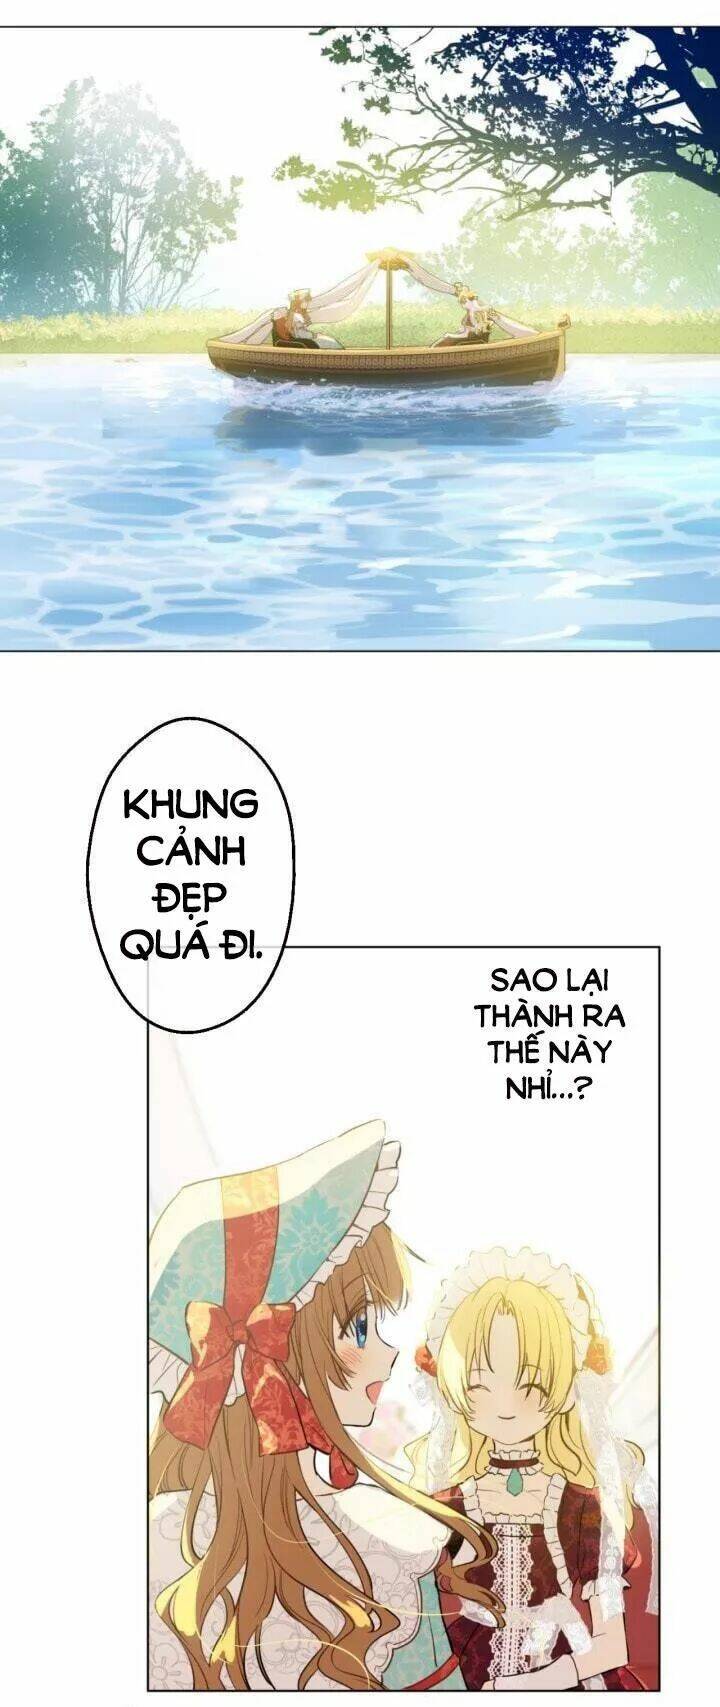 KHUNG
CẢNH
ĐẸP
QUÁ ĐI.
SAO LẠI
THÀNH RA
THẾ NÀY
NHỈ...?